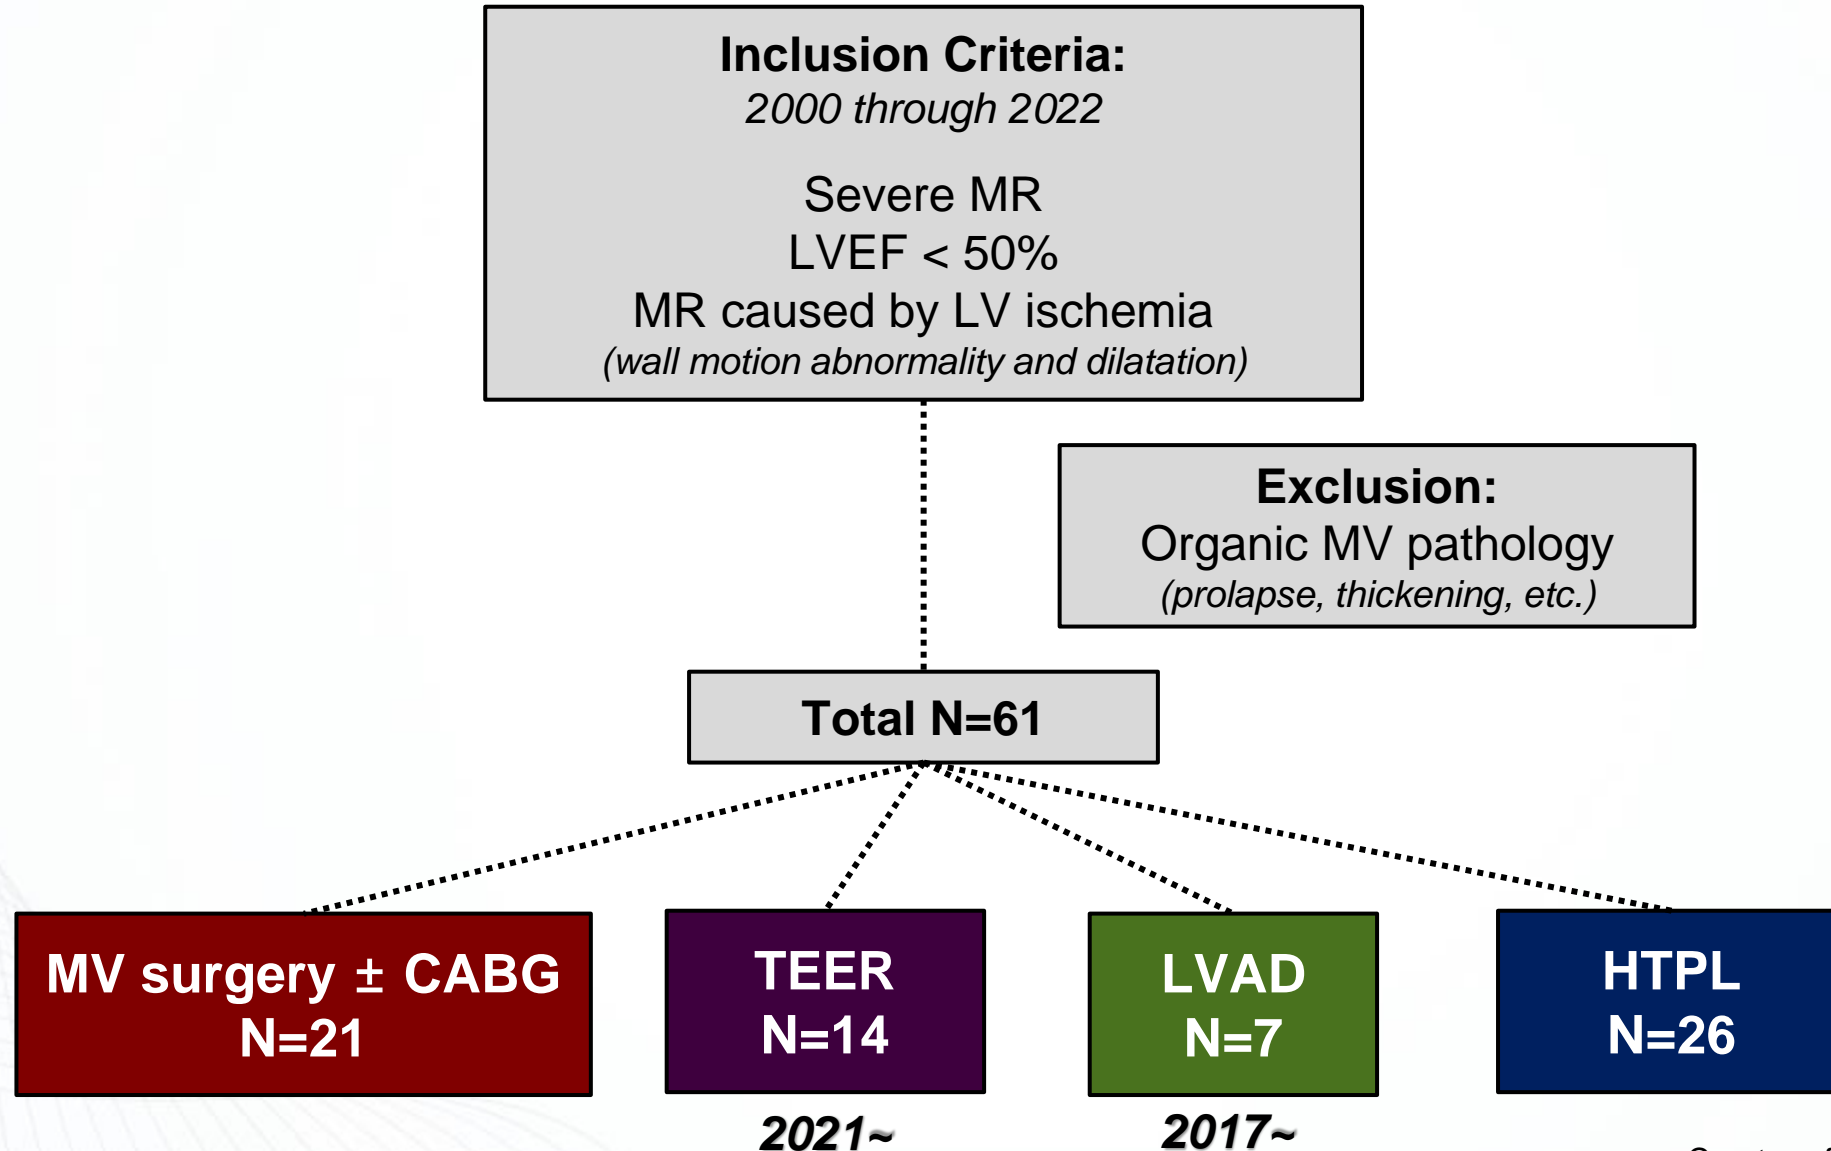 Inclusion Criteria:
2000 through 2022
Severe MR
LVEF < 50%
MR caused by LV ischemia
(wall motion abnormality and dilatation)
Exclusion:
Organic MV pathology
(prolapse, thickening, etc.)
Total N=61
MV surgery ± CABG
N=21
TEER
N=14
LVAD
N=7
HTPL
N=26
2021~
2017~